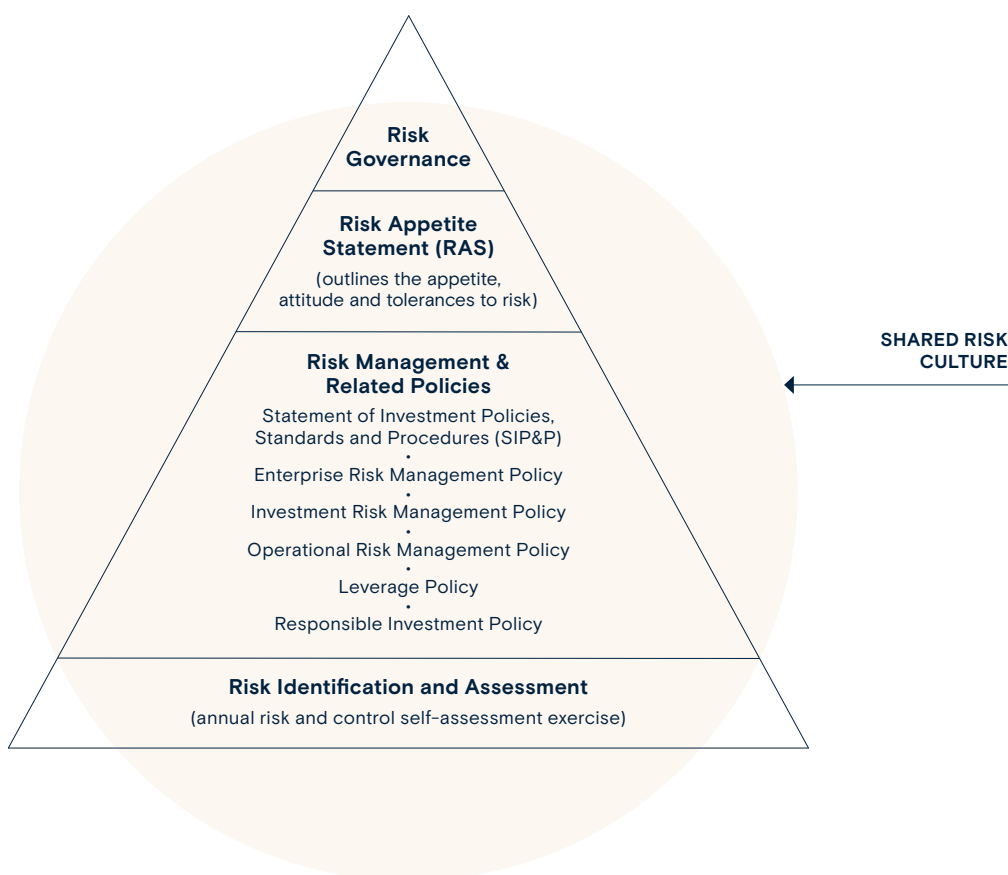 Risk
Governance
Risk Appetite
Statement (RAS)
(outlines the appetite,
attitude and tolerances to risk)
SHARED RISK
CULTURE
Risk Management &
Related Policies
Statement of Investment Policies,
Standards and Procedures (SIP&P)
•
Enterprise Risk Management Policy
•
Investment Risk Management Policy
•
Operational Risk Management Policy
•
Leverage Policy
•
Responsible Investment Policy
Risk Identification and Assessment
(annual risk and control self-assessment exercise)